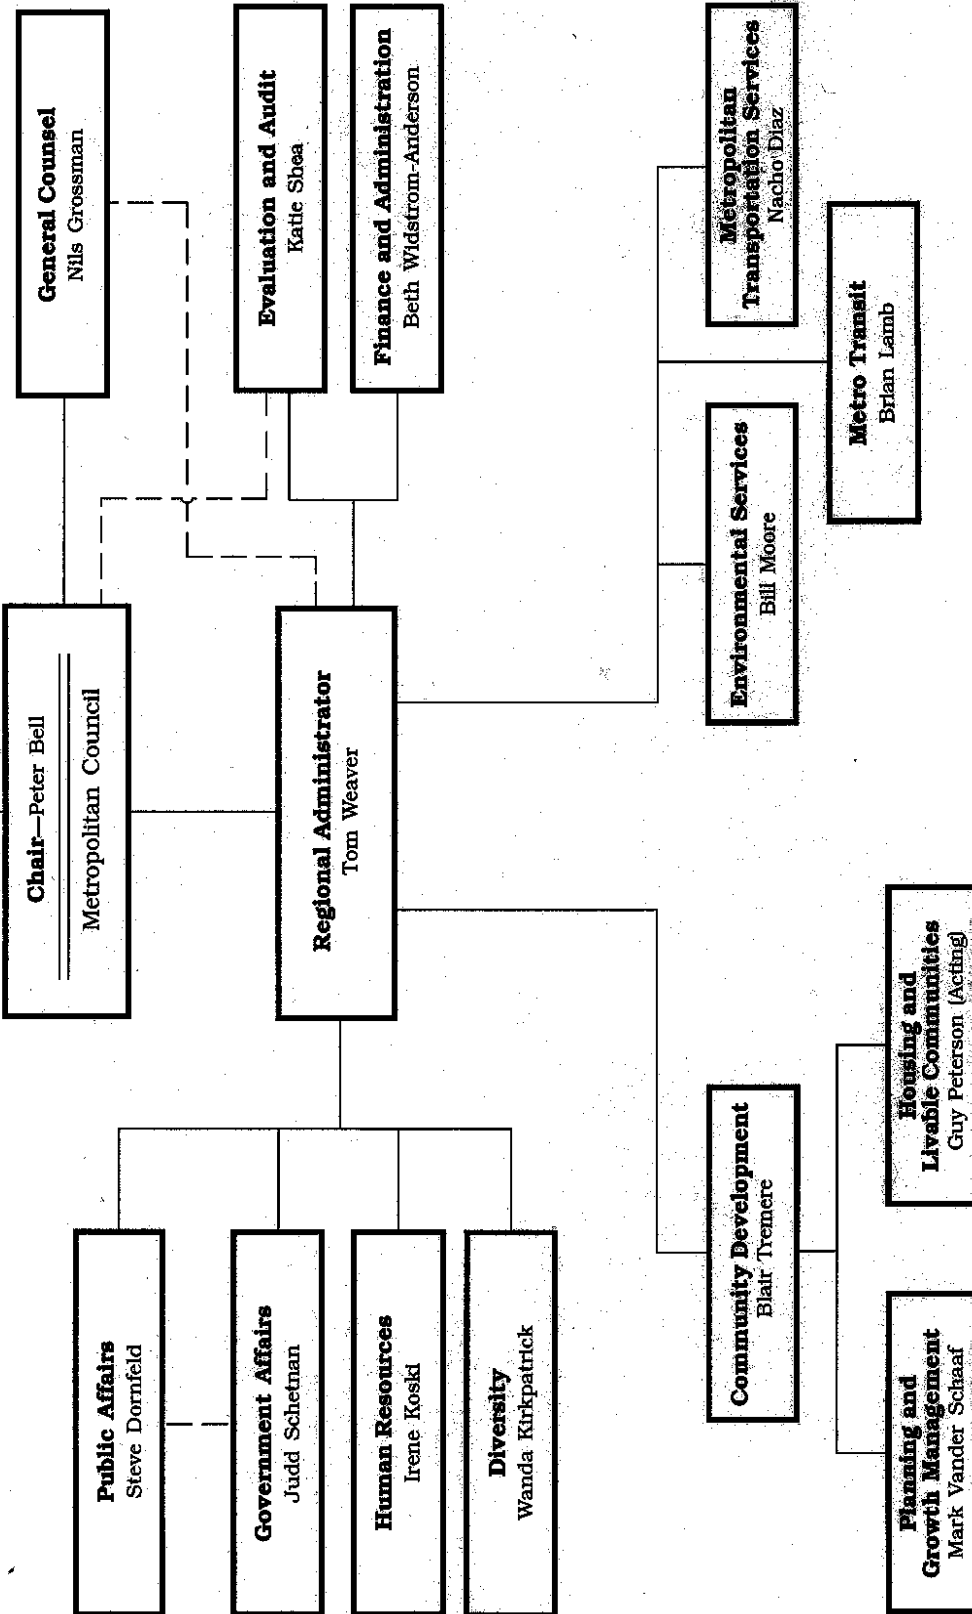 Chair—Peter Bell
Metropolitan Council
General Counsel
Nils Grossman
Evaluation and Audit
Katie Shea
Finance and Administration
Beth Widstrom-Anderson
Regional Administrator
Tom Weaver
Public Affairs
Steve Dornfeld
Government Affairs
Judd Schetnan
Human Resources
Irene Koski
Diversity
Wanda Kirkpatrick
Community Development
Blair Tremere
Planning and
Growth Management
Mark Vander Schaaf
Housing and
Livable Communities
Guy Peterson (Acting)
Environmental Services
Bill Moore
Metropolitan
Transportation Services
Nacho Diaz
Metro Transit
Brian Lamb